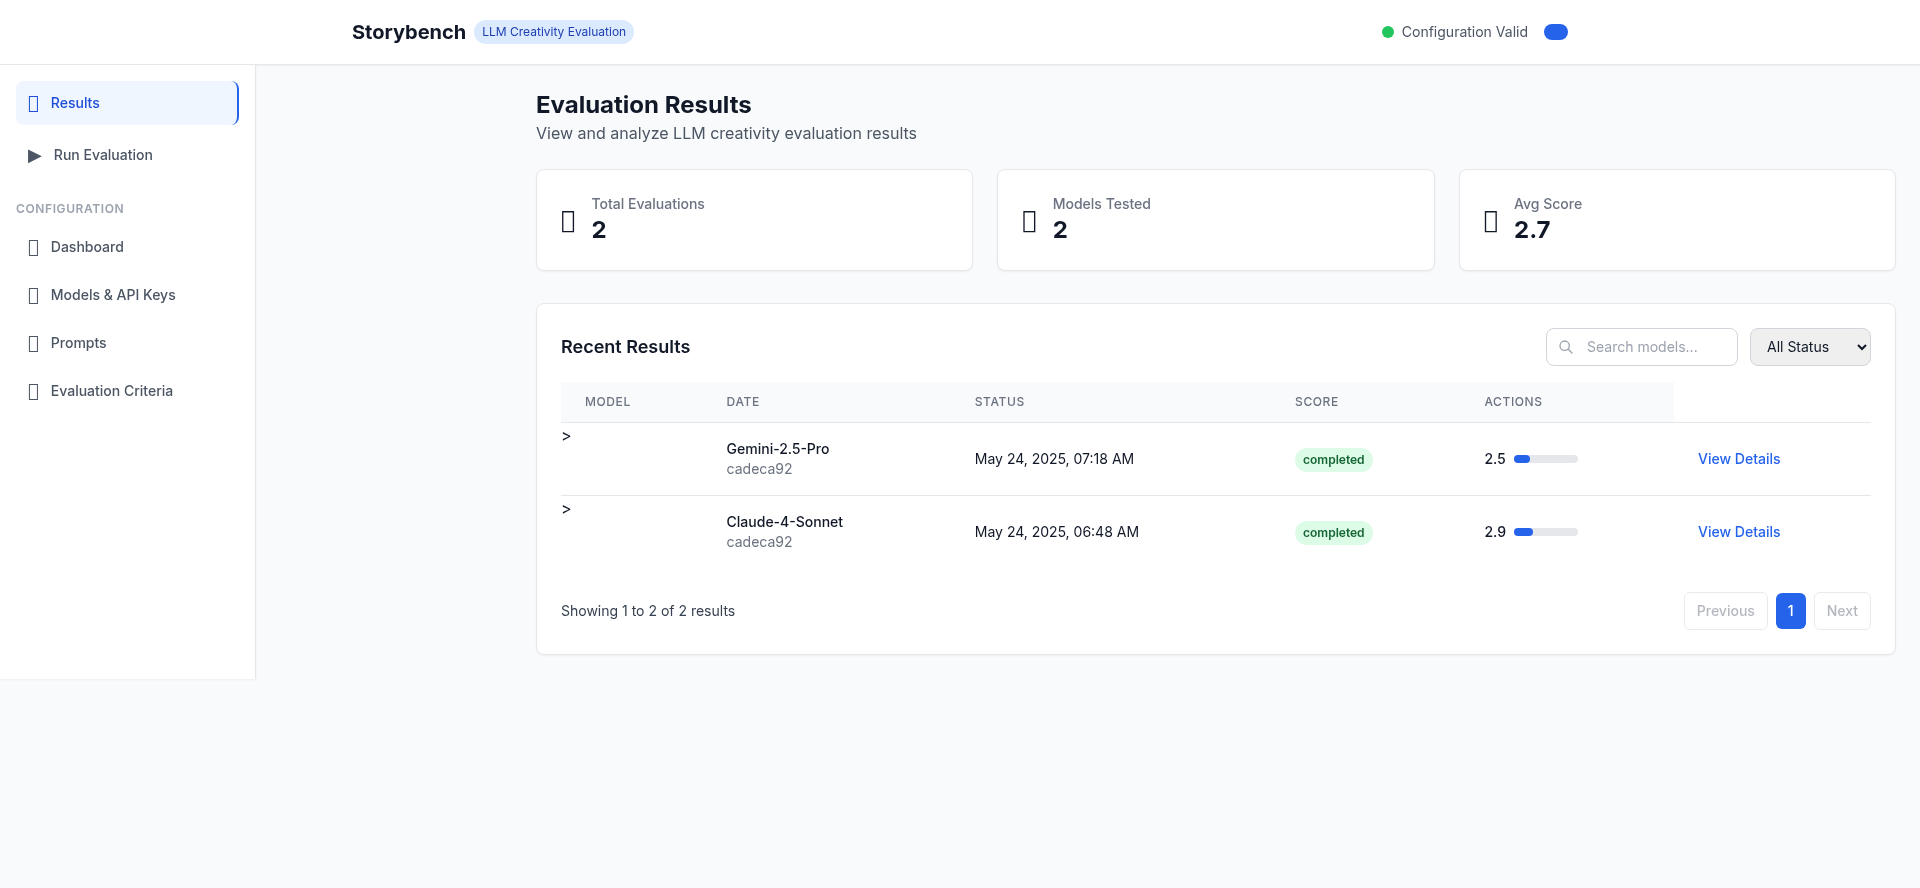 Storybench LLM Creativity Evaluation
Configuration Valid
Results
▶ Run Evaluation
CONFIGURATION
Dashboard
Models & API Keys
Prompts
Evaluation Criteria
Evaluation Results
View and analyze LLM creativity evaluation results
Total Evaluations
2
Models Tested
2
Avg Score
2.7
Recent Results
Search models...
All Status
MODEL DATE STATUS SCORE ACTIONS
>
Gemini-2.5-Pro
cadeca92
May 24, 2025, 07:18 AM
completed
2.5
View Details
>
Claude-4-Sonnet
cadeca92
May 24, 2025, 06:48 AM
completed
2.9
View Details
Showing 1 to 2 of 2 results
Previous 1 Next